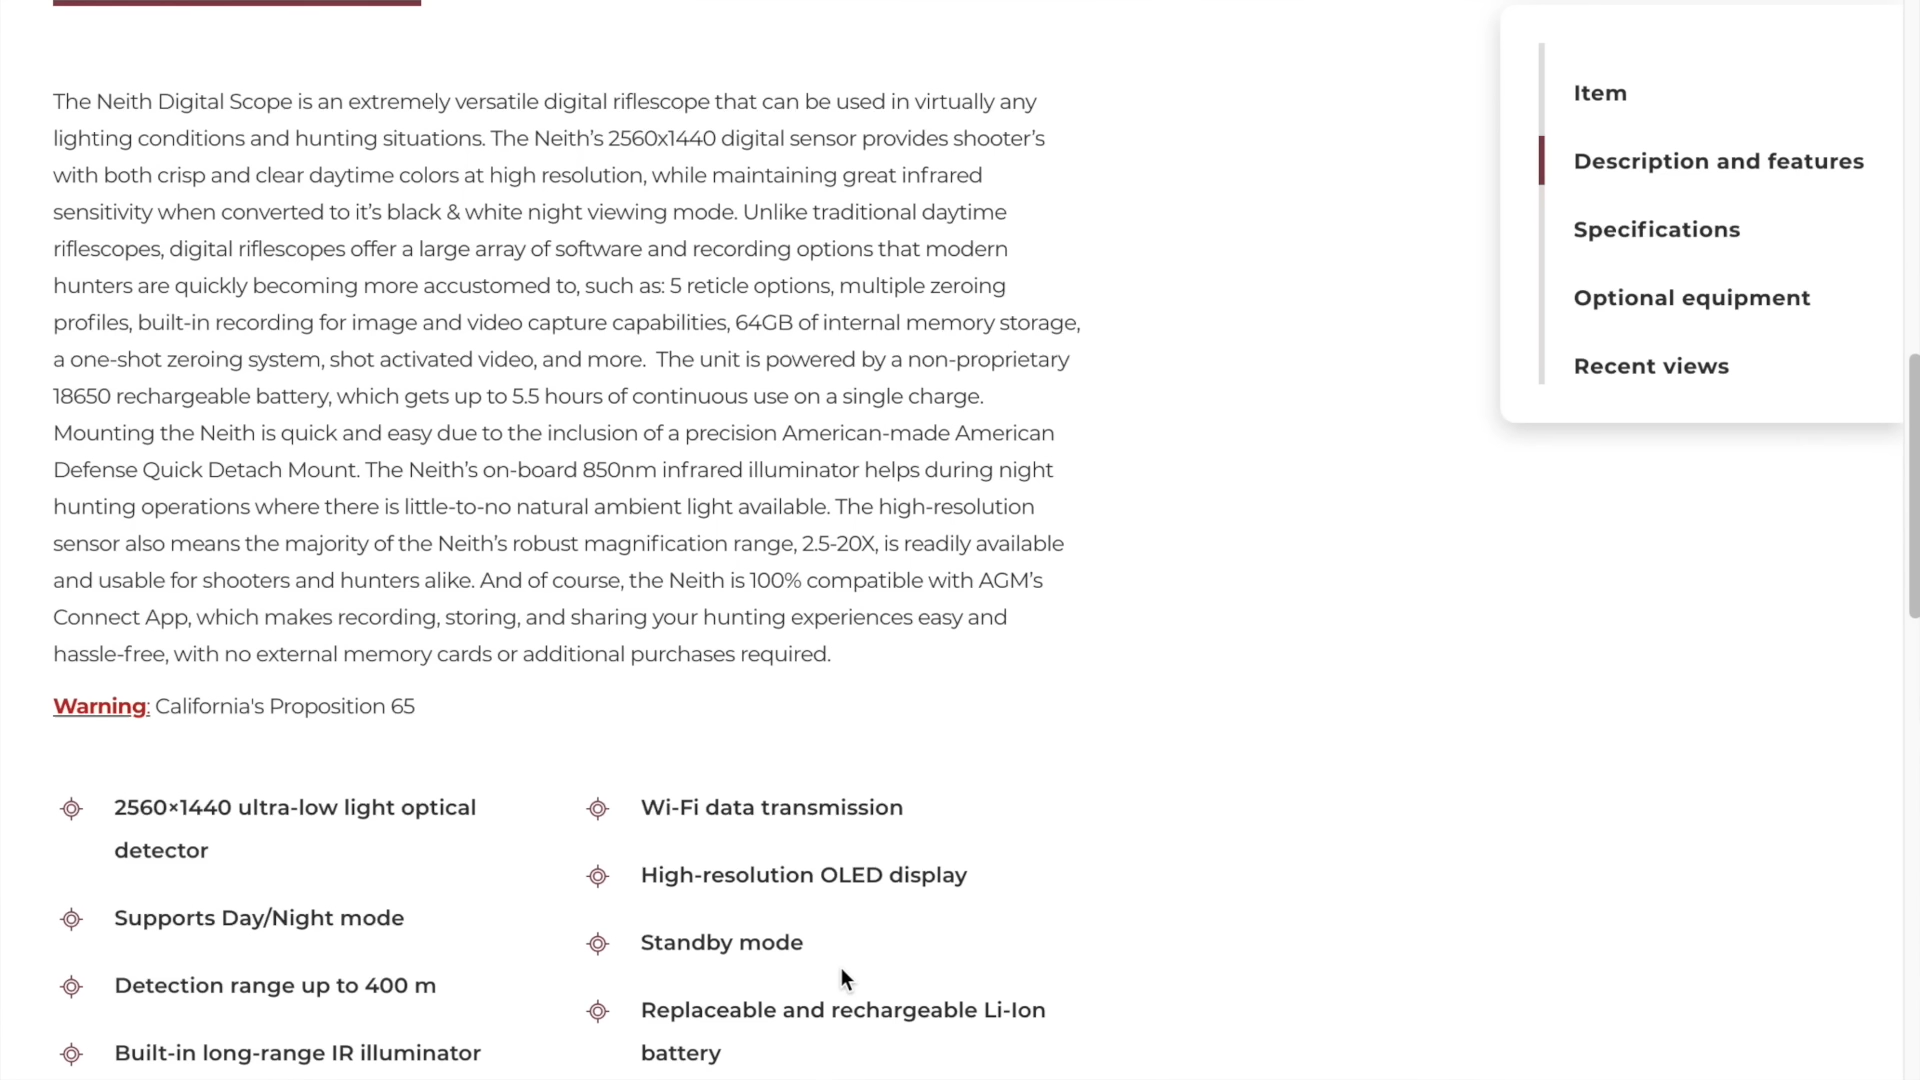 The Neith Digital Scope is an extremely versatile digital riflescope that can be used in virtually any
lighting conditions and hunting situations. The Neith’s 2560x1440 digital sensor provides shooter’s
with both crisp and clear daytime colors at high resolution, while maintaining great infrared
sensitivity when converted to it’s black & white night viewing mode. Unlike traditional daytime
riflescopes, digital riflescopes offer a large array of software and recording options that modern
hunters are quickly becoming more accustomed to, such as: 5 reticle options, multiple zeroing
profiles, built-in recording for image and video capture capabilities, 64GB of internal memory storage,
a one-shot zeroing system, shot activated video, and more.  The unit is powered by a non-proprietary
18650 rechargeable battery, which gets up to 5.5 hours of continuous use on a single charge.
Mounting the Neith is quick and easy due to the inclusion of a precision American-made American
Defense Quick Detach Mount. The Neith’s on-board 850nm infrared illuminator helps during night
hunting operations where there is little-to-no natural ambient light available. The high-resolution
sensor also means the majority of the Neith’s robust magnification range, 2.5-20X, is readily available
and usable for shooters and hunters alike. And of course, the Neith is 100% compatible with AGM’s
Connect App, which makes recording, storing, and sharing your hunting experiences easy and
hassle-free, with no external memory cards or additional purchases required.
Warning: California's Proposition 65
2560×1440 ultra-low light optical
detector
Supports Day/Night mode
Detection range up to 400 m
Built-in long-range IR illuminator
Wi-Fi data transmission
High-resolution OLED display
Standby mode
Replaceable and rechargeable Li-Ion
battery
Item
Description and features
Specifications
Optional equipment
Recent views